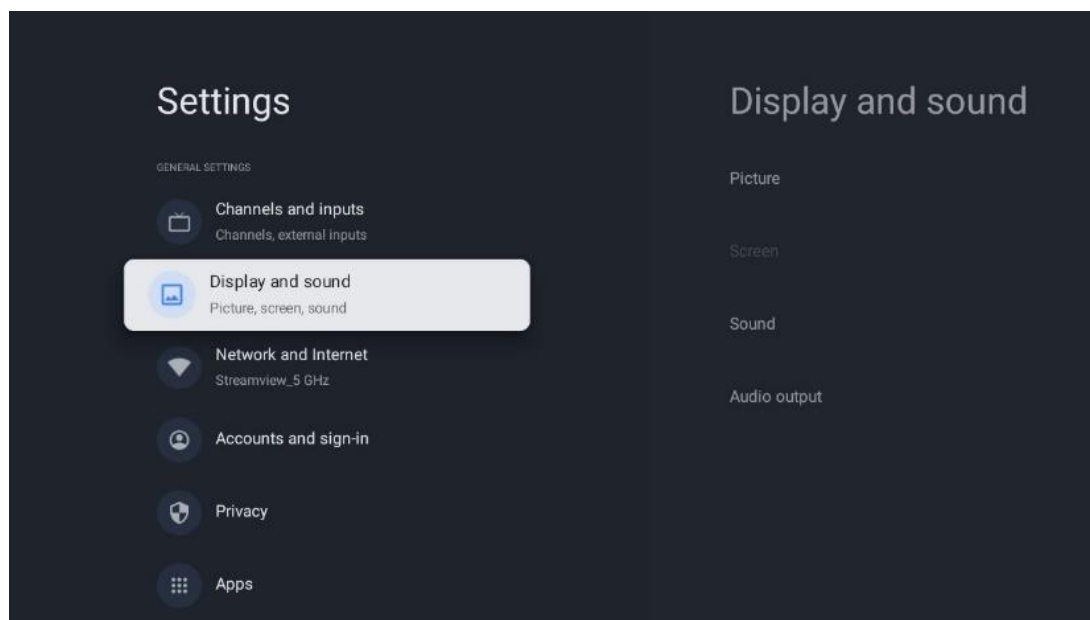 Settings
GENERAL SETTINGS
Channels and inputs
Channels, external inputs
Display and sound
Picture, screen, sound
Network and Internet
Streamview_5 GHz
Accounts and sign-in
Privacy
Apps
Display and sound
Picture
Screen
Sound
Audio output